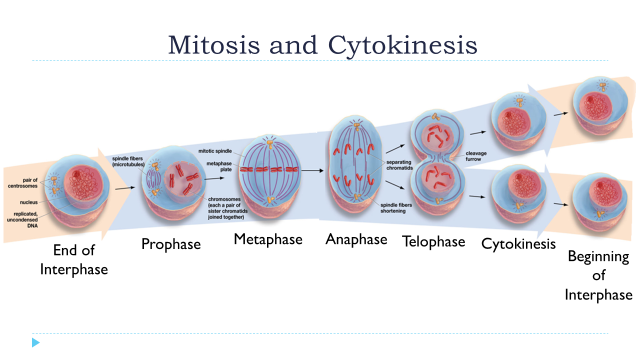 Mitosis and Cytokinesis
pair of
centrosomes
nucleus
replicated,
uncondensed
DNA
spindle fibers
(microtubules)
mitotic spindle
metaphase
plate
chromosomes
(each a pair of
sister chromatids
joined together)
separating
chromatids
spindle fibers
shortening
cleavage
furrow
End of
Interphase
Prophase
Metaphase
Anaphase
Telophase
Cytokinesis
Beginning
of
Interphase